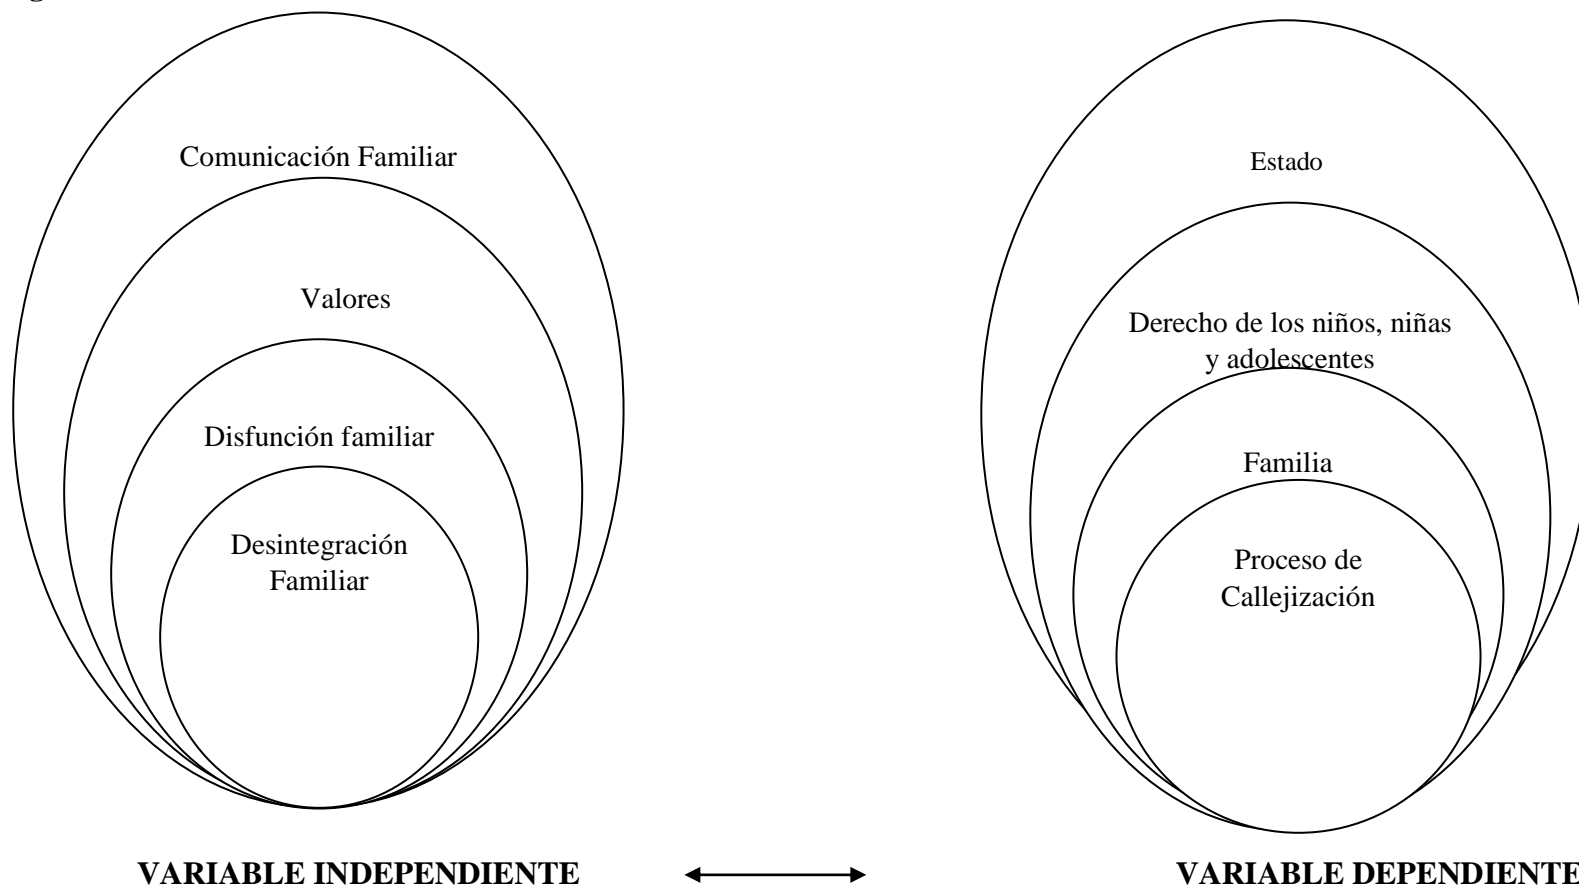 Comunicación Familiar
Valores
Disfunción familiar
Desintegración
Familiar
Estado
Derecho de los niños, niñas
y adolescentes
Familia
Proceso de
Callejización
VARIABLE INDEPENDIENTE
VARIABLE DEPENDIENTE